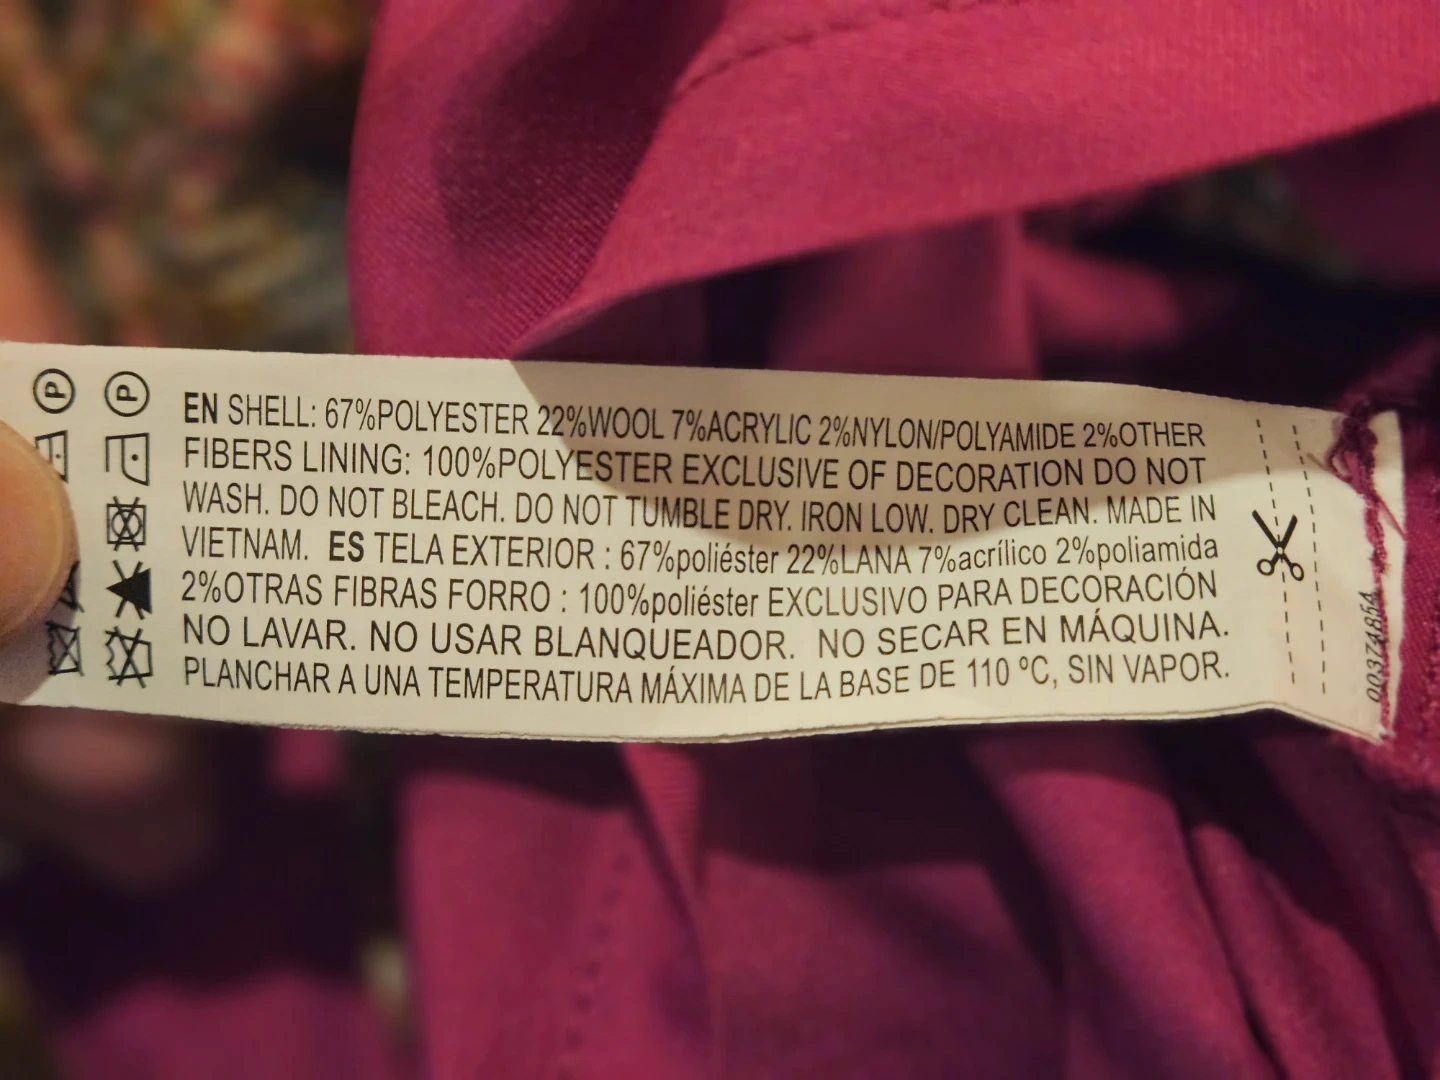 EN SHELL: 67%POLYESTER 22%WOOL 7%ACRYLIC 2%NYLON/POLYAMIDE 2%OTHER
FIBERS LINING: 100%POLYESTER EXCLUSIVE OF DECORATION DO NOT
WASH. DO NOT BLEACH. DO NOT TUMBLE DRY. IRON LOW. DRY CLEAN. MADE IN
VIETNAM. ES TELA EXTERIOR : 67%poliéster 22%LANA 7%acrílico 2%poliamida
2%OTRAS FIBRAS FORRO : 100%poliéster EXCLUSIVO PARA DECORACIÓN
NO LAVAR. NO USAR BLANQUEADOR. NO SECAR EN MÁQUINA.
PLANCHAR A UNA TEMPERATURA MÁXIMA DE LA BASE DE 110 ºC, SIN VAPOR.
P
P
00374854